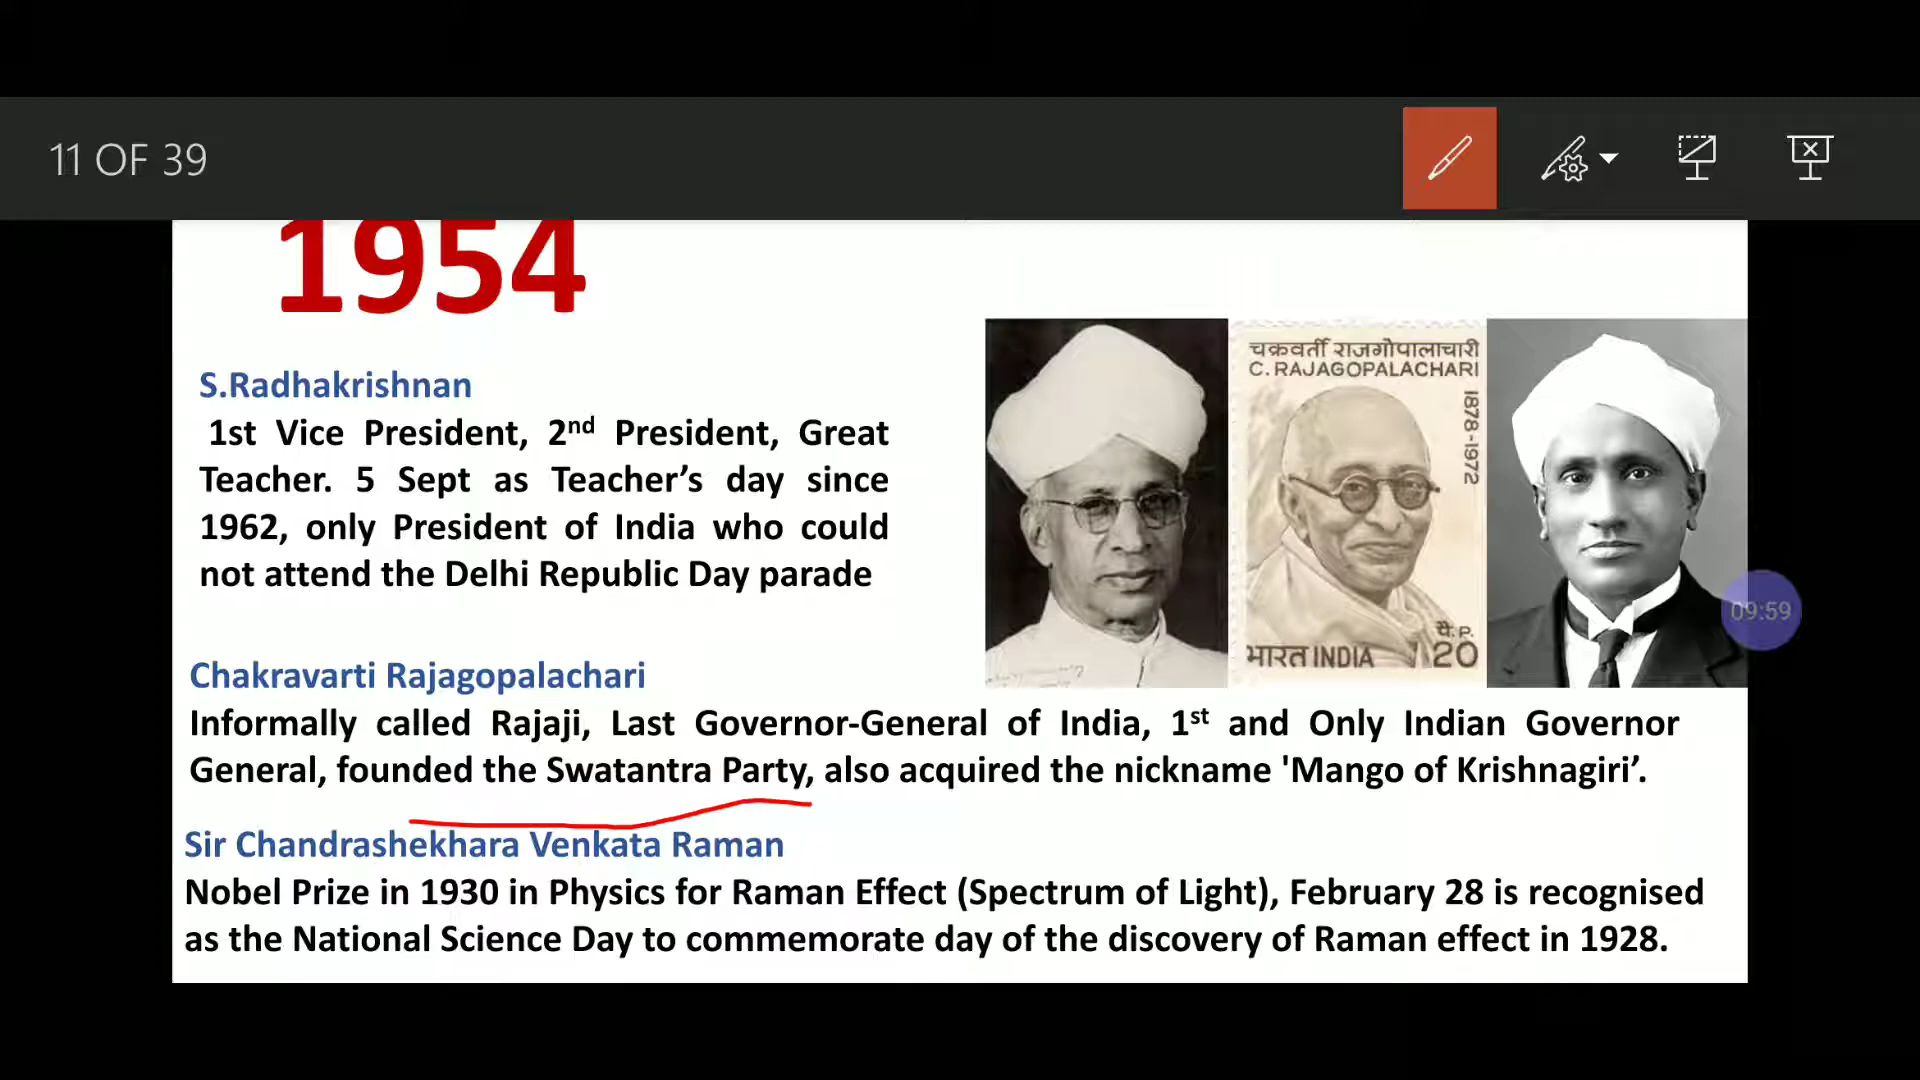 11 OF 39
1954
S.Radhakrishnan
1st Vice President, 2nd President, Great
Teacher. 5 Sept as Teacher’s day since
1962, only President of India who could
not attend the Delhi Republic Day parade
चक्रवर्ती राजगोपालाचारी
C. RAJAGOPALACHARI
1878-1972
पै. P.
भारत INDIA 20
09:59
Chakravarti Rajagopalachari
Informally called Rajaji, Last Governor-General of India, 1st and Only Indian Governor
General, founded the Swatantra Party, also acquired the nickname 'Mango of Krishnagiri’.
Sir Chandrashekhara Venkata Raman
Nobel Prize in 1930 in Physics for Raman Effect (Spectrum of Light), February 28 is recognised
as the National Science Day to commemorate day of the discovery of Raman effect in 1928.